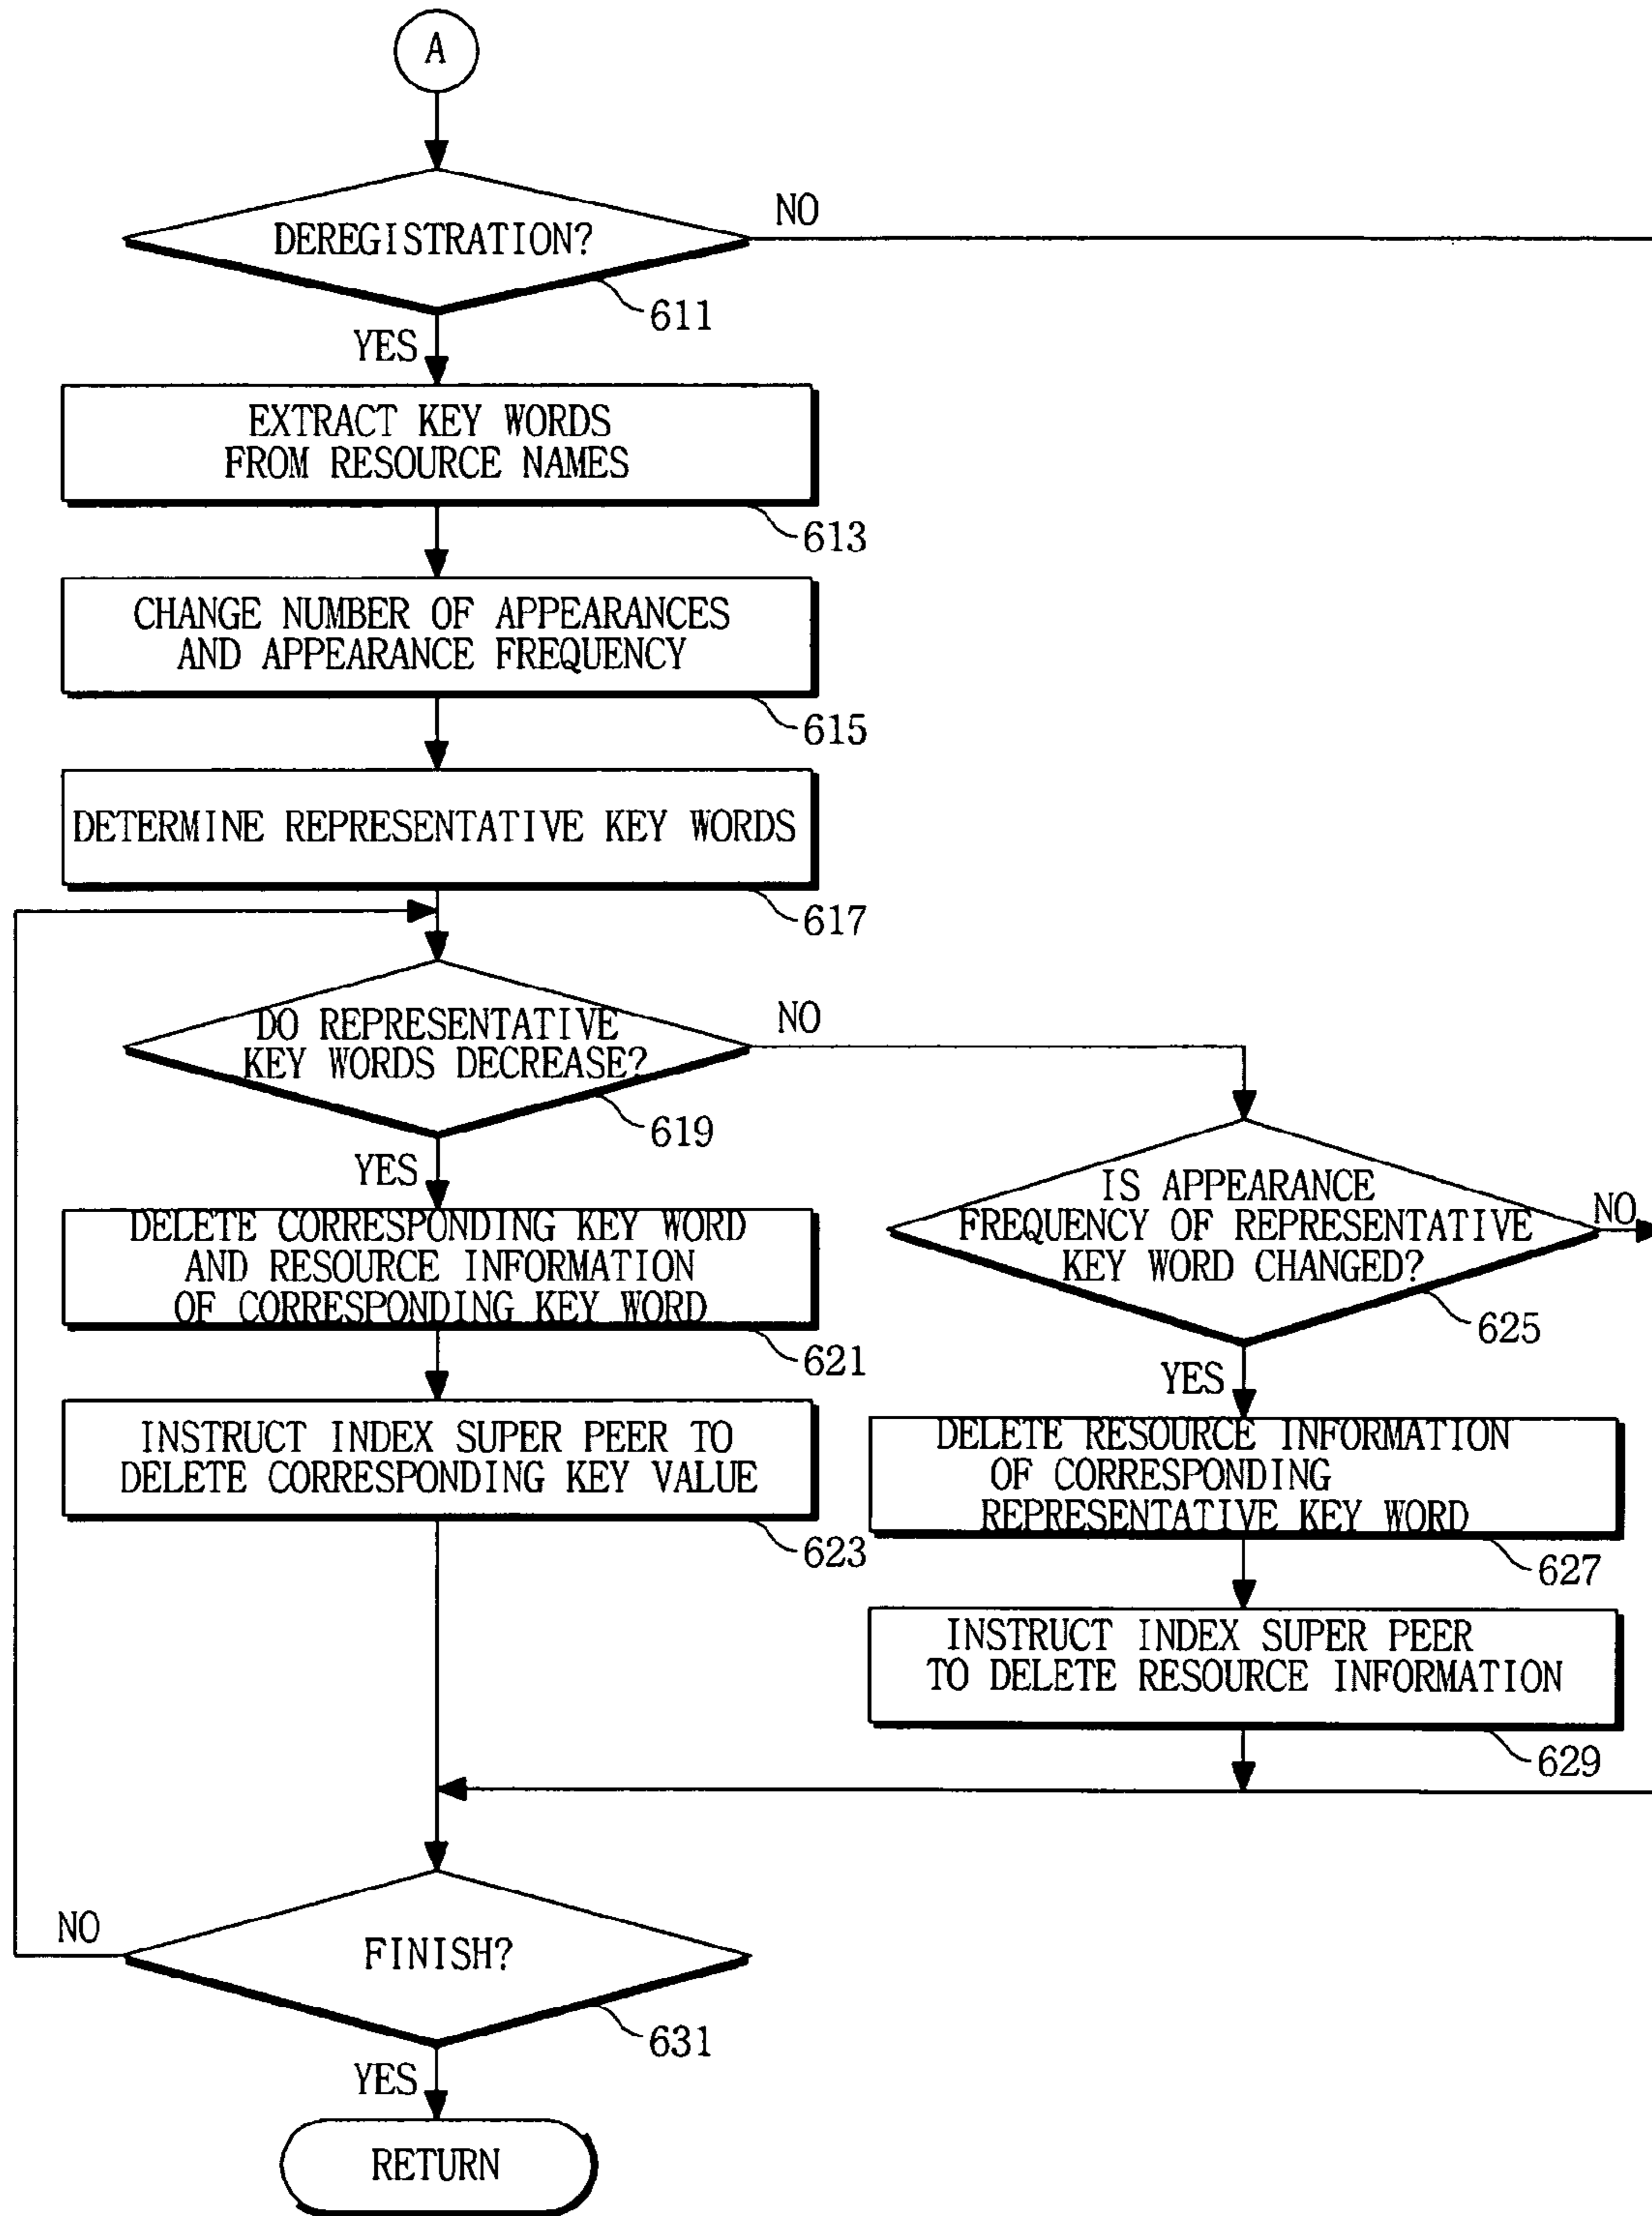 A
DEREGISTRATION?
NO
611
YES
EXTRACT KEY WORDS
FROM RESOURCE NAMES
613
CHANGE NUMBER OF APPEARANCES
AND APPEARANCE FREQUENCY
615
DETERMINE REPRESENTATIVE KEY WORDS
617
DO REPRESENTATIVE
KEY WORDS DECREASE?
NO
619
YES
DELETE CORRESPONDING KEY WORD
AND RESOURCE INFORMATION
OF CORRESPONDING KEY WORD
621
INSTRUCT INDEX SUPER PEER TO
DELETE CORRESPONDING KEY VALUE
623
IS APPEARANCE
FREQUENCY OF REPRESENTATIVE
KEY WORD CHANGED?
NO
625
YES
DELETE RESOURCE INFORMATION
OF CORRESPONDING
REPRESENTATIVE KEY WORD
627
INSTRUCT INDEX SUPER PEER
TO DELETE RESOURCE INFORMATION
629
FINISH?
NO
631
YES
RETURN